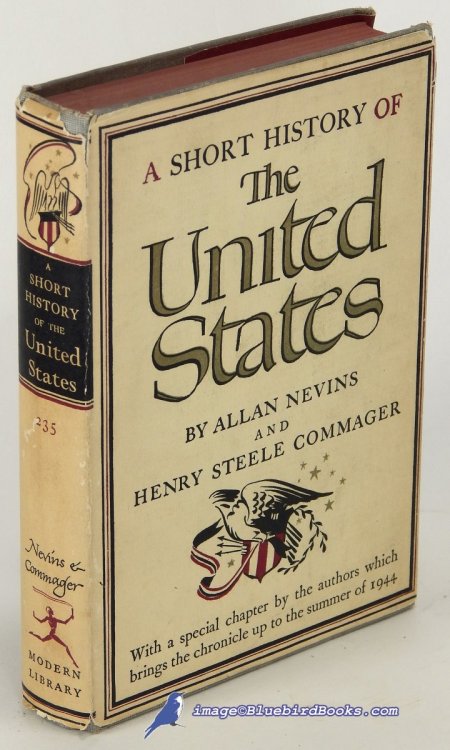 A SHORT HISTORY OF
The
United
States
BY ALLAN NEVINS
AND
HENRY STEELE COMMAGER
With a special chapter by the authors which
brings the chronicle up to the summer of 1944
A
SHORT
HISTORY
OF THE
United
States
235
Nevins &
Commager
MODERN
LIBRARY
image©BluebirdBooks.com